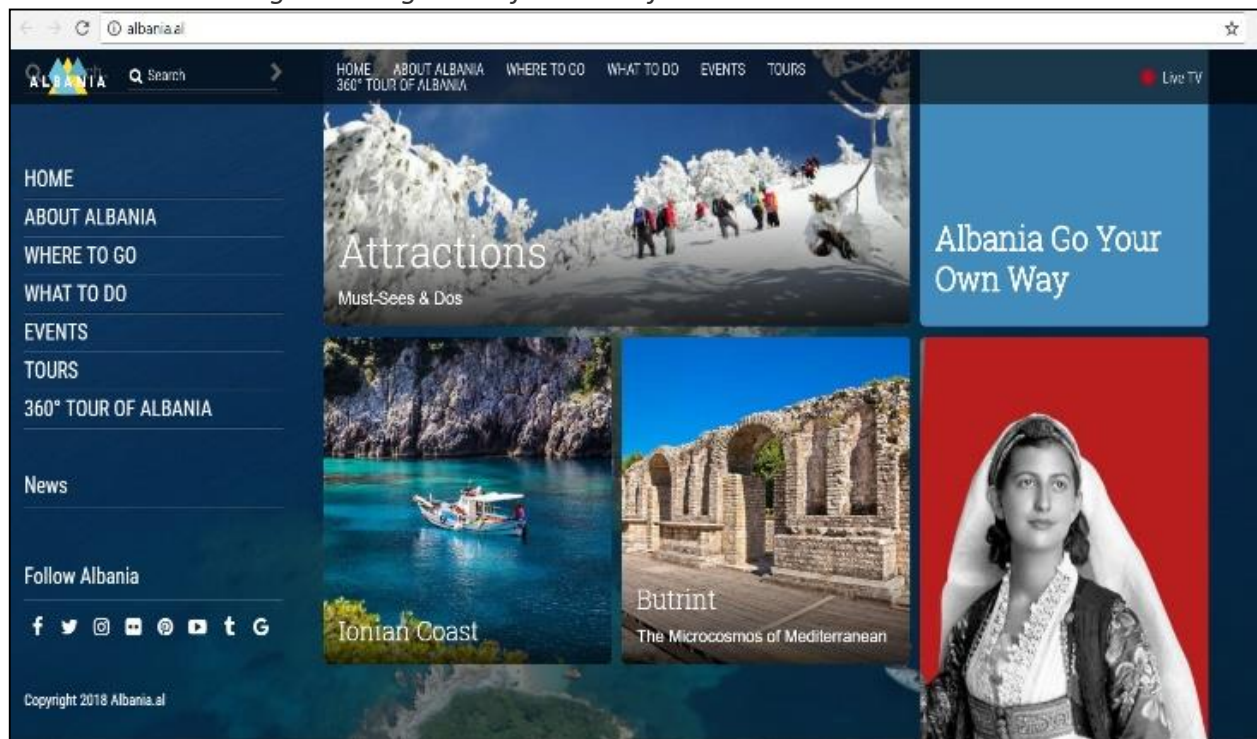 albania.al
ALBANIA
Search
HOME ABOUT ALBANIA WHERE TO GO WHAT TO DO EVENTS TOURS
360° TOUR OF ALBANIA
Live TV
HOME
ABOUT ALBANIA
WHERE TO GO
WHAT TO DO
EVENTS
TOURS
360° TOUR OF ALBANIA
News
Follow Albania
Copyright 2018 Albania.al
Attractions
Must-Sees & Dos
Albania Go Your
Own Way
Ionian Coast
Butrint
The Microcosmos of Mediterranean